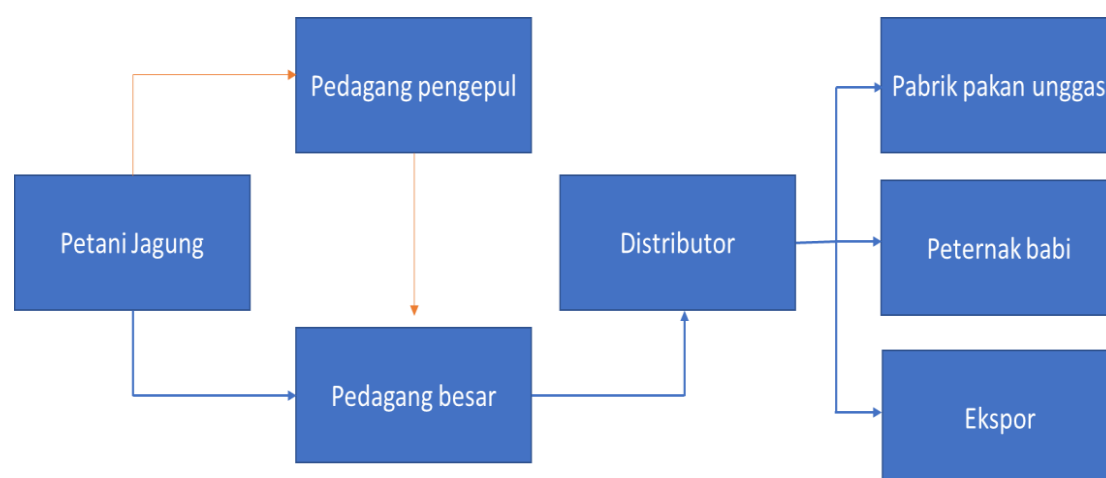 Pedagang pengepul
Pabrik pakan unggas
Petani Jagung
Distributor
Peternak babi
Pedagang besar
Ekspor